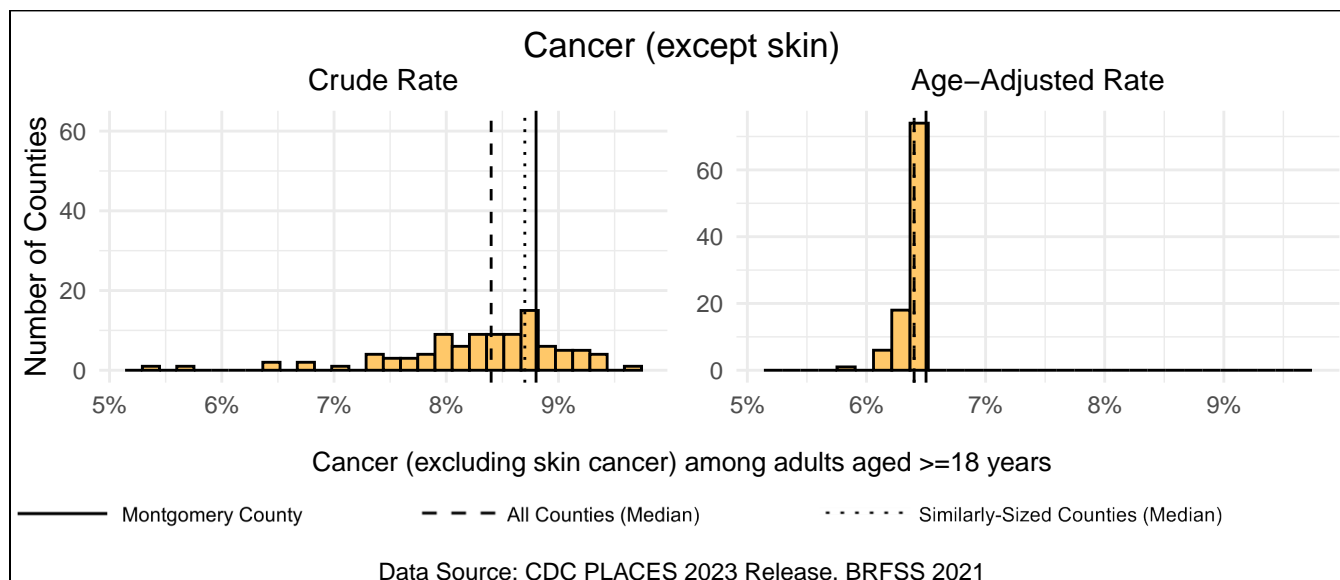 Cancer (except skin)
Crude Rate
Age−Adjusted Rate
Number of Counties
60
40
20
0
5%
6%
7%
8%
9%
60
40
20
0
5%
6%
7%
8%
9%
Cancer (excluding skin cancer) among adults aged >=18 years
Montgomery County
All Counties (Median)
Similarly-Sized Counties (Median)
Data Source: CDC PLACES 2023 Release, BRFSS 2021